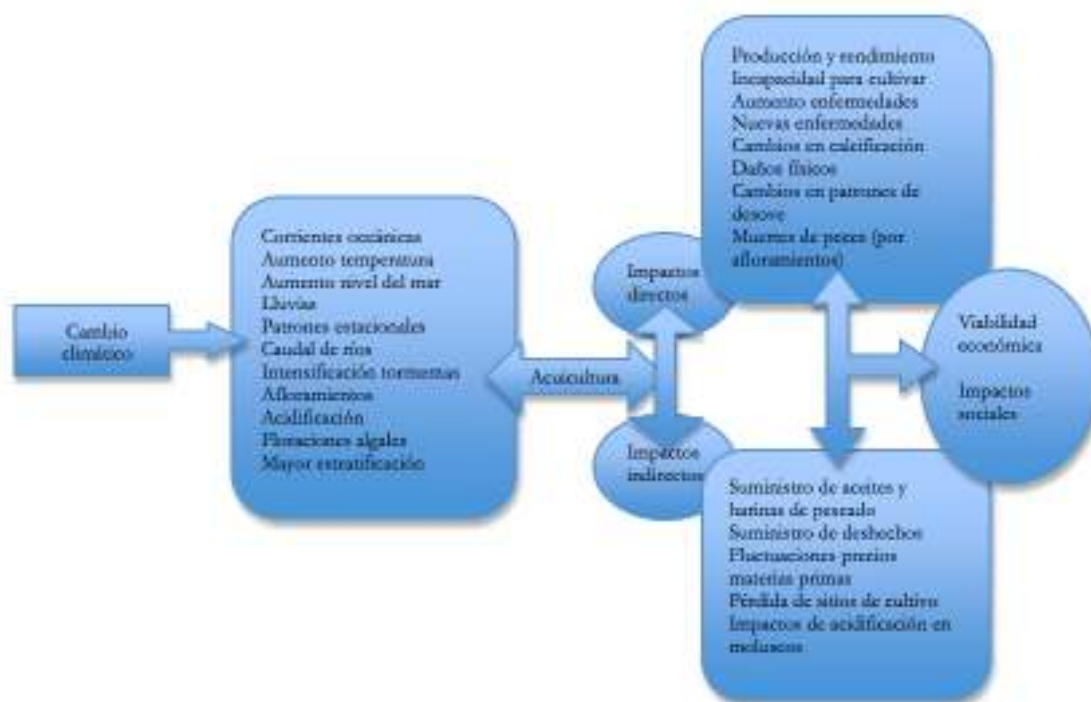 Cambio
climático
Corrientes oceánicas
Aumento temperatura
Aumento nivel del mar
Lluvias
Patrones estacionales
Caudal de ríos
Intensificación tormentas
Afloramientos
Acidificación
Floraciones algales
Mayor estratificación
Acuicultura
Impactos
directos
Impactos
indirectos
Producción y rendimiento
Incapacidad para cultivar
Aumento enfermedades
Nuevas enfermedades
Cambios en calcificación
Daños físicos
Cambios en patrones de
desove
Muertes de peces (por
afloramientos)
Suministro de aceites y
harinas de pescado
Suministro de deshechos
Fluctuaciones precios
materias primas
Pérdida de sitios de cultivo
Impactos de acidificación en
moluscos
Viabilidad
económica
Impactos
sociales